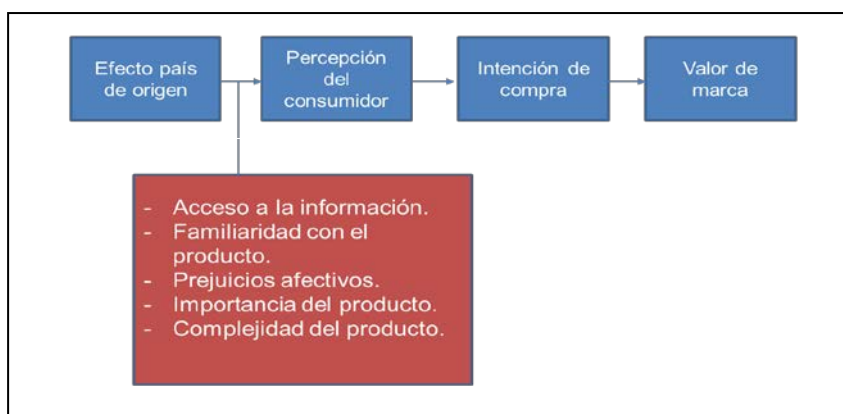 Efecto país
de origen
Percepción
del
consumidor
Intención de
compra
Valor de
marca
- Acceso a la información.
- Familiaridad con el
producto.
- Prejuicios afectivos.
- Importancia del producto.
- Complejidad del producto.